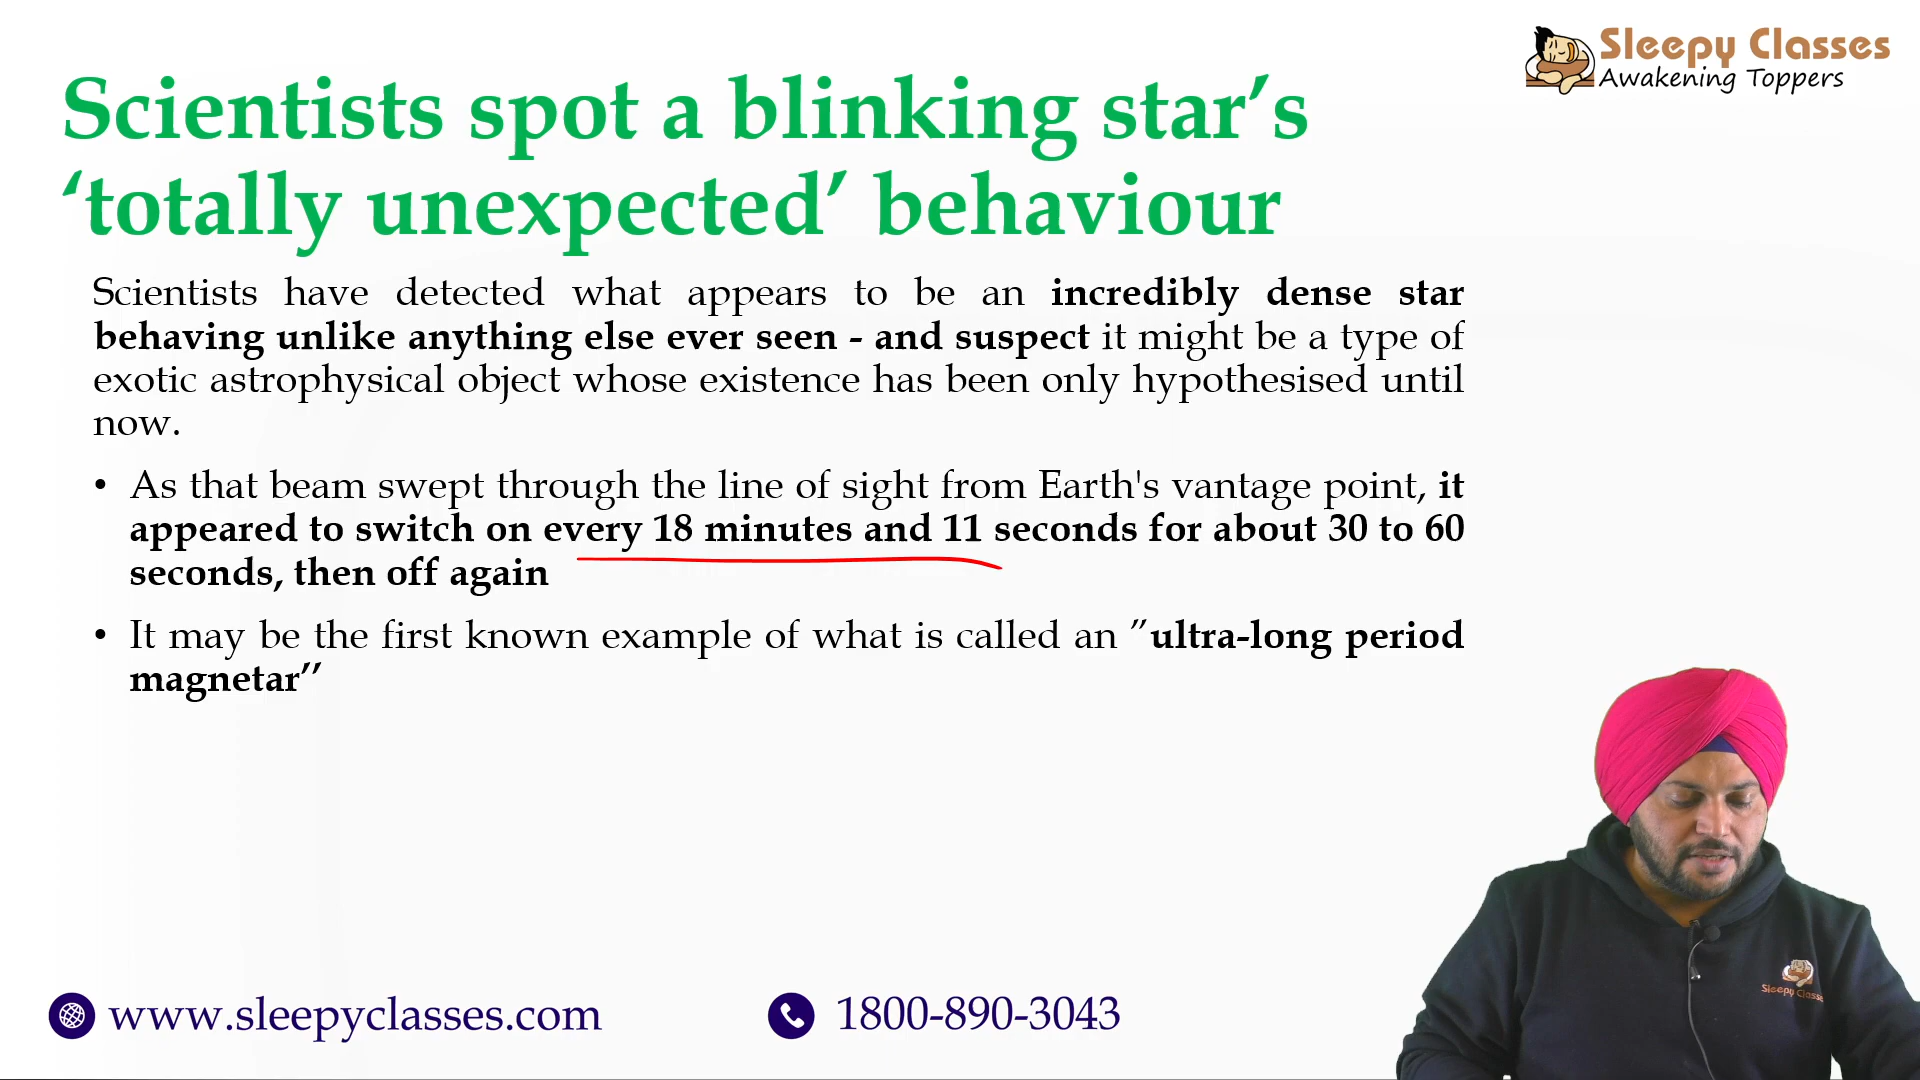 Sleepy Classes
Awakening Toppers
Scientists spot a blinking star’s
‘totally unexpected’ behaviour
Scientists have detected what appears to be an incredibly dense star
behaving unlike anything else ever seen - and suspect it might be a type of
exotic astrophysical object whose existence has been only hypothesised until
now.
• As that beam swept through the line of sight from Earth's vantage point, it
appeared to switch on every 18 minutes and 11 seconds for about 30 to 60
seconds, then off again
• It may be the first known example of what is called an ”ultra-long period
magnetar’’
Sleepy Classes
www.sleepyclasses.com
1800-890-3043